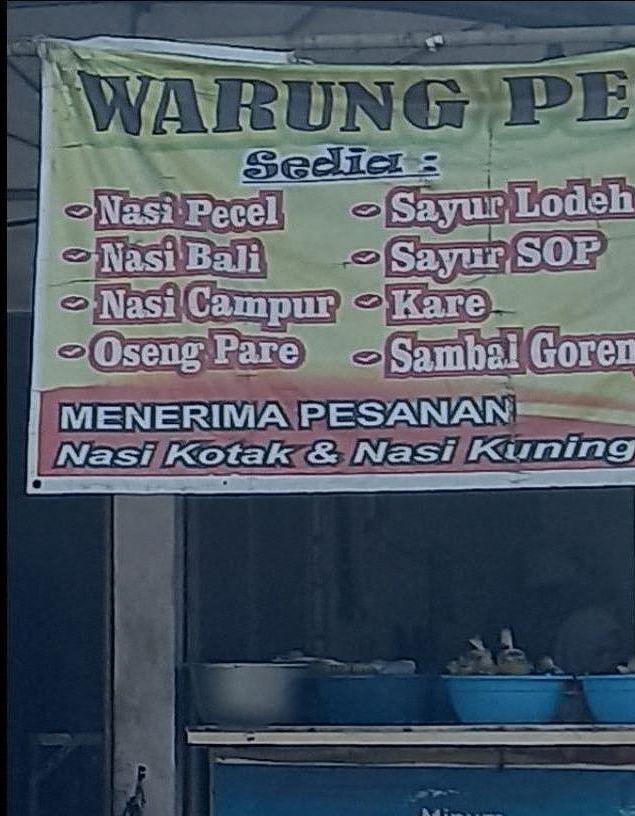 WARUNG PE
Sedia :
Nasi Pecel
Nasi Bali
Nasi Campur
Oseng Pare
Sayur Lodeh
Sayur SOP
Kare
Sambal Goren
MENERIMA PESANAN
Nasi Kotak & Nasi Kuning